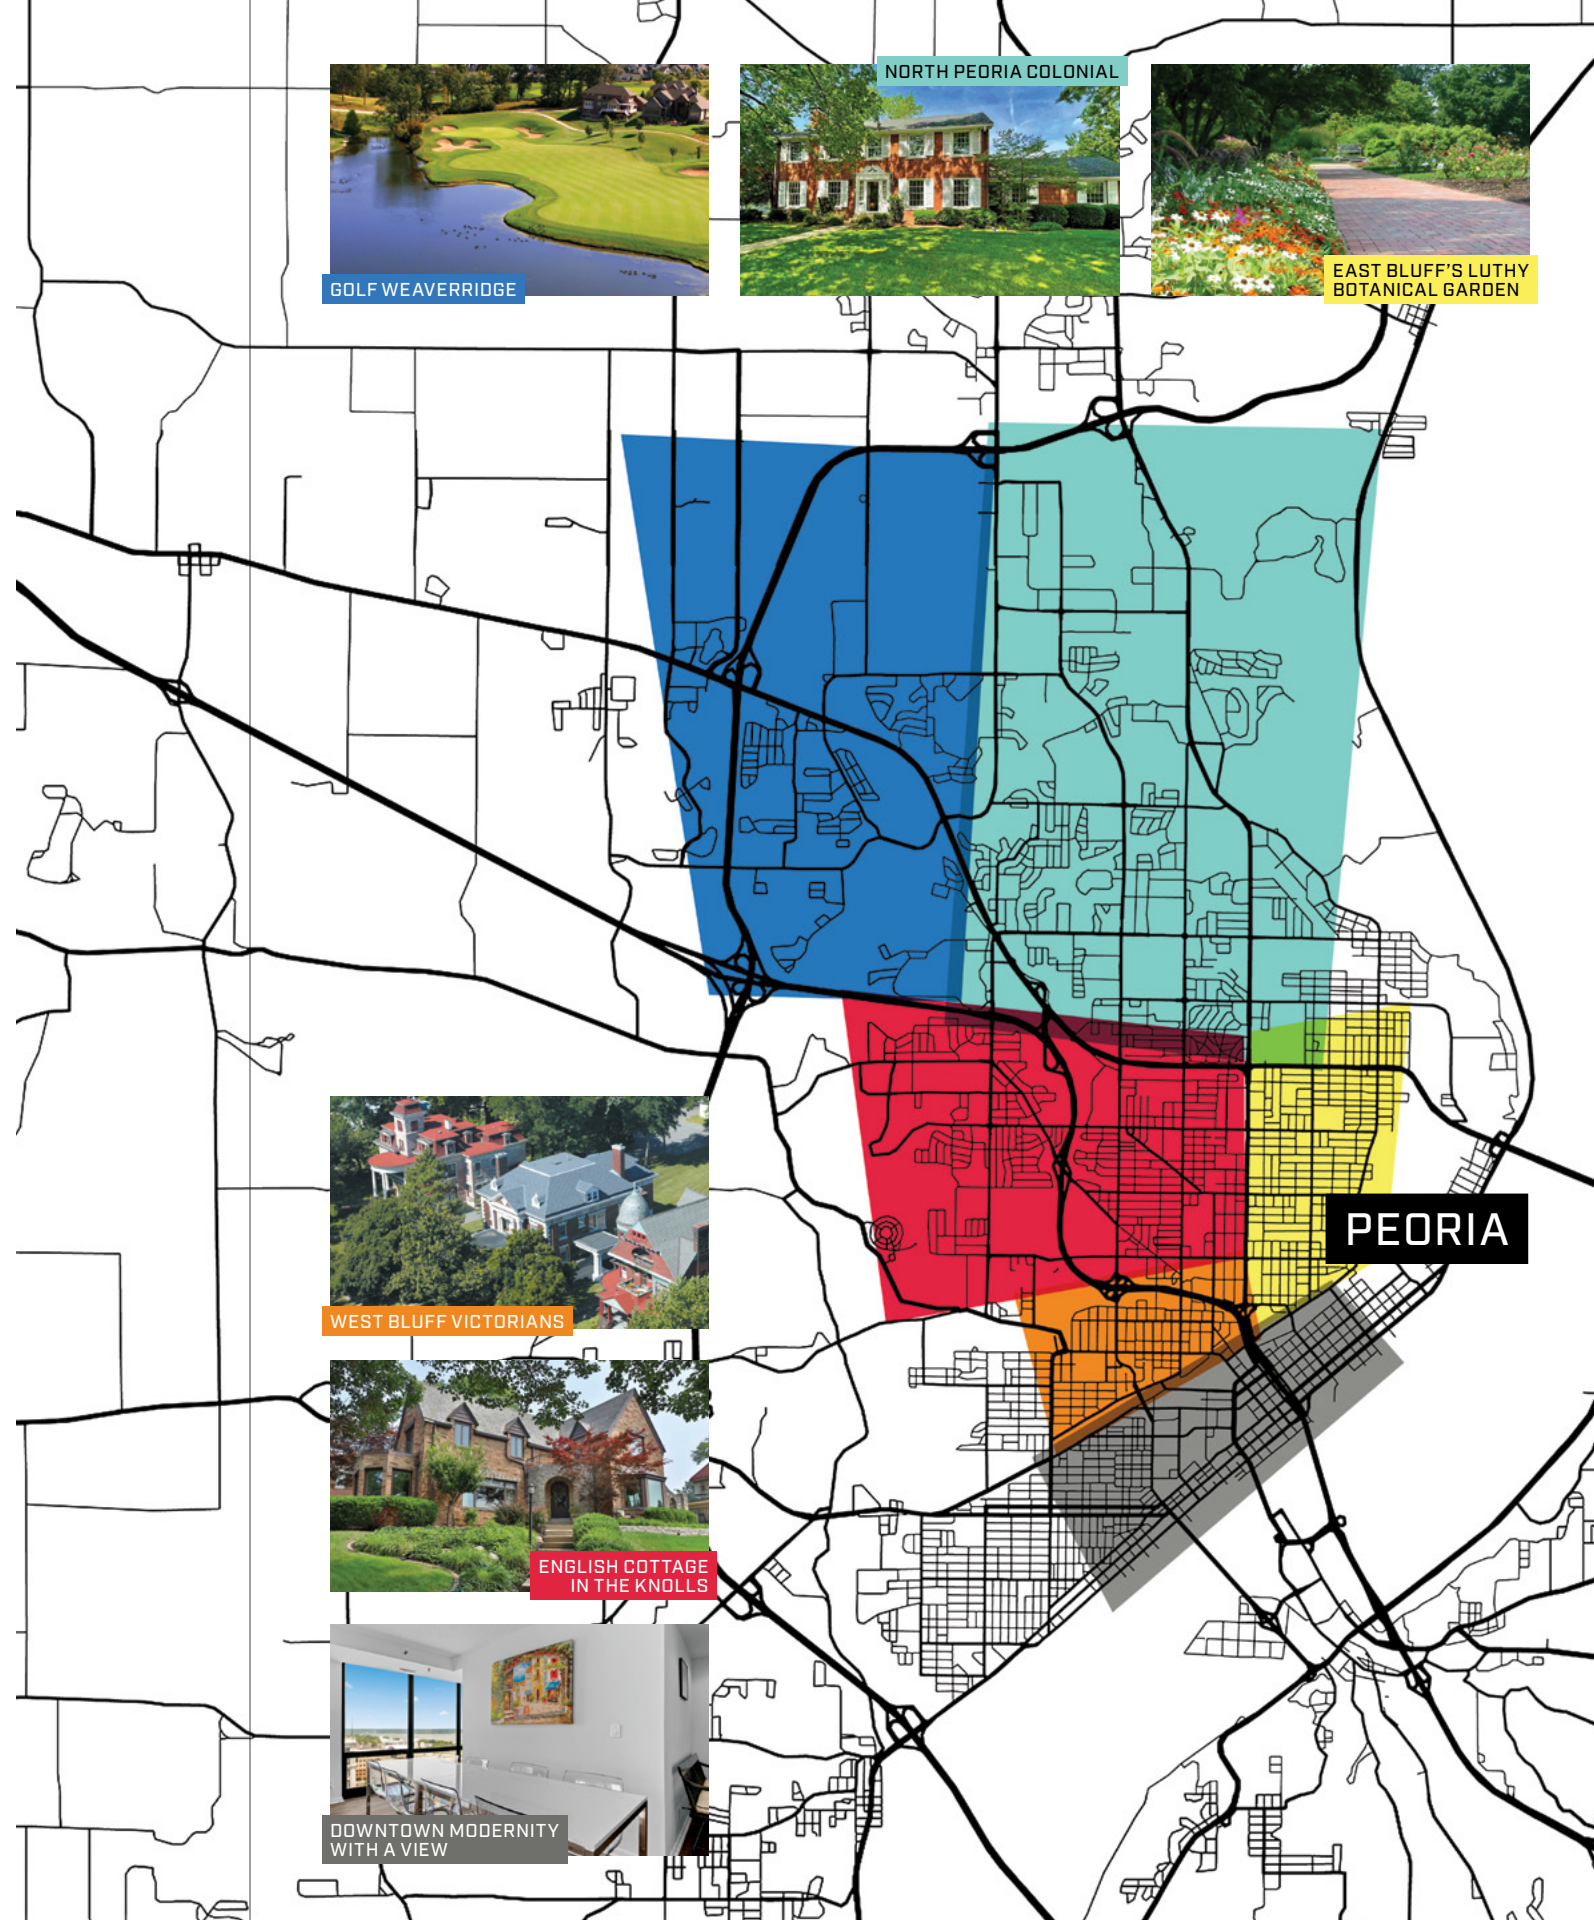 NORTH PEORIA COLONIAL
GOLF WEAVERRIDGE
EAST BLUFF'S LUTHY
BOTANICAL GARDEN
PEORIA
WEST BLUFF VICTORIANS
ENGLISH COTTAGE
IN THE KNOLLS
DOWNTOWN MODERNITY
WITH A VIEW